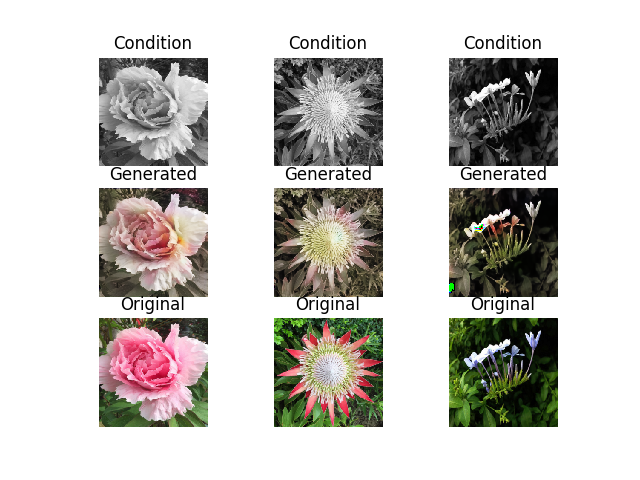 Condition Condition Condition
Generated Generated Generated
Original Original Original